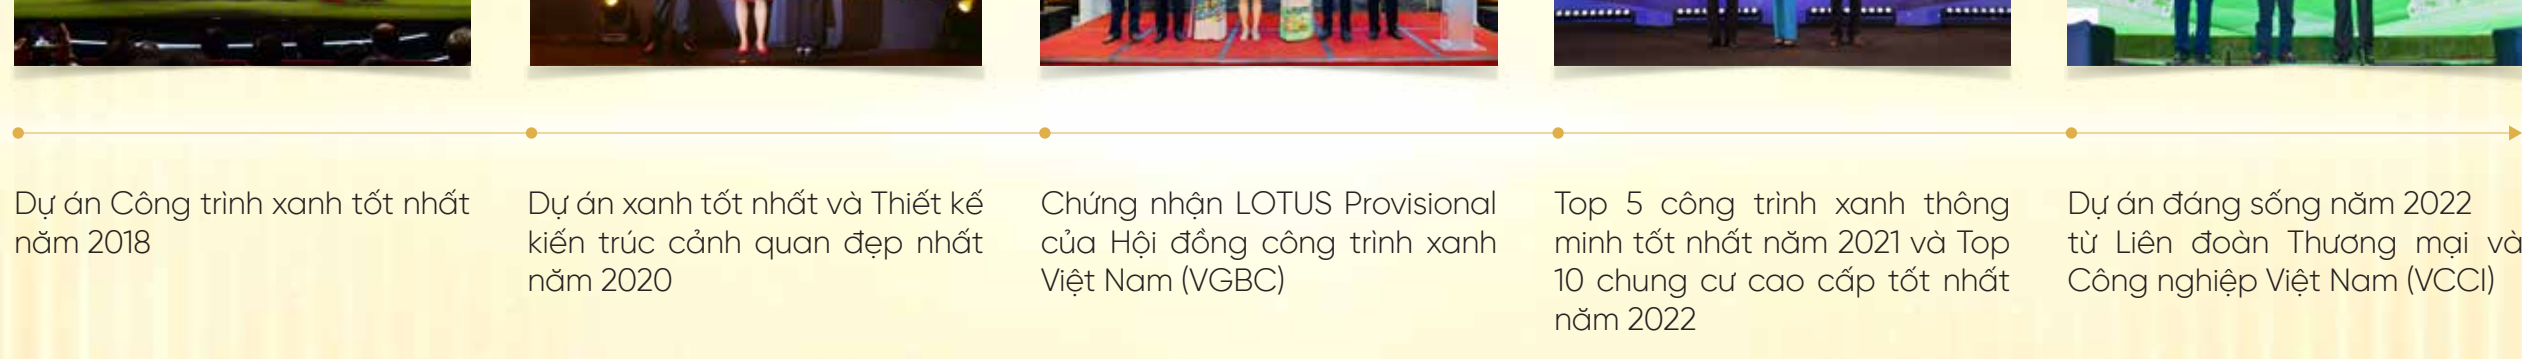 Dự án Công trình xanh tốt nhất
năm 2018
Dự án xanh tốt nhất và Thiết kế
kiến trúc cảnh quan đẹp nhất
năm 2020
Chứng nhận LOTUS Provisional
của Hội đồng công trình xanh
Việt Nam (VGBC)
Top 5 công trình xanh thông
minh tốt nhất năm 2021 và Top
10 chung cư cao cấp tốt nhất
năm 2022
Dự án đáng sống năm 2022
từ Liên đoàn Thương mại và
Công nghiệp Việt Nam (VCCI)